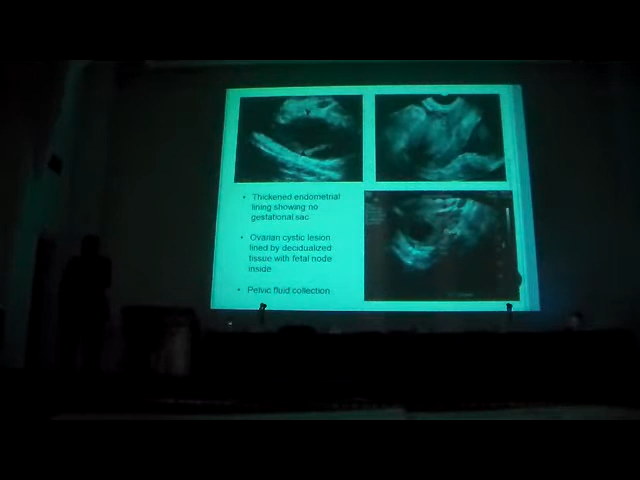 • Thickened endometrial
lining showing no
gestational sac
• Ovarian cystic lesion
lined by decidualized
tissue with fetal node
inside
• Pelvic fluid collection